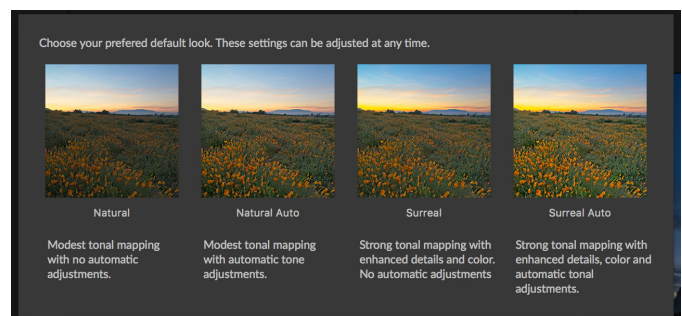 Choose your prefered default look. These settings can be adjusted at any time.
Natural
Natural Auto
Surreal
Surreal Auto
Modest tonal mapping
with no automatic
adjustments.
Modest tonal mapping
with automatic tone
adjustments.
Strong tonal mapping with
enhanced details and color.
No automatic adjustments
Strong tonal mapping with
enhanced details, color and
automatic tonal
adjustments.